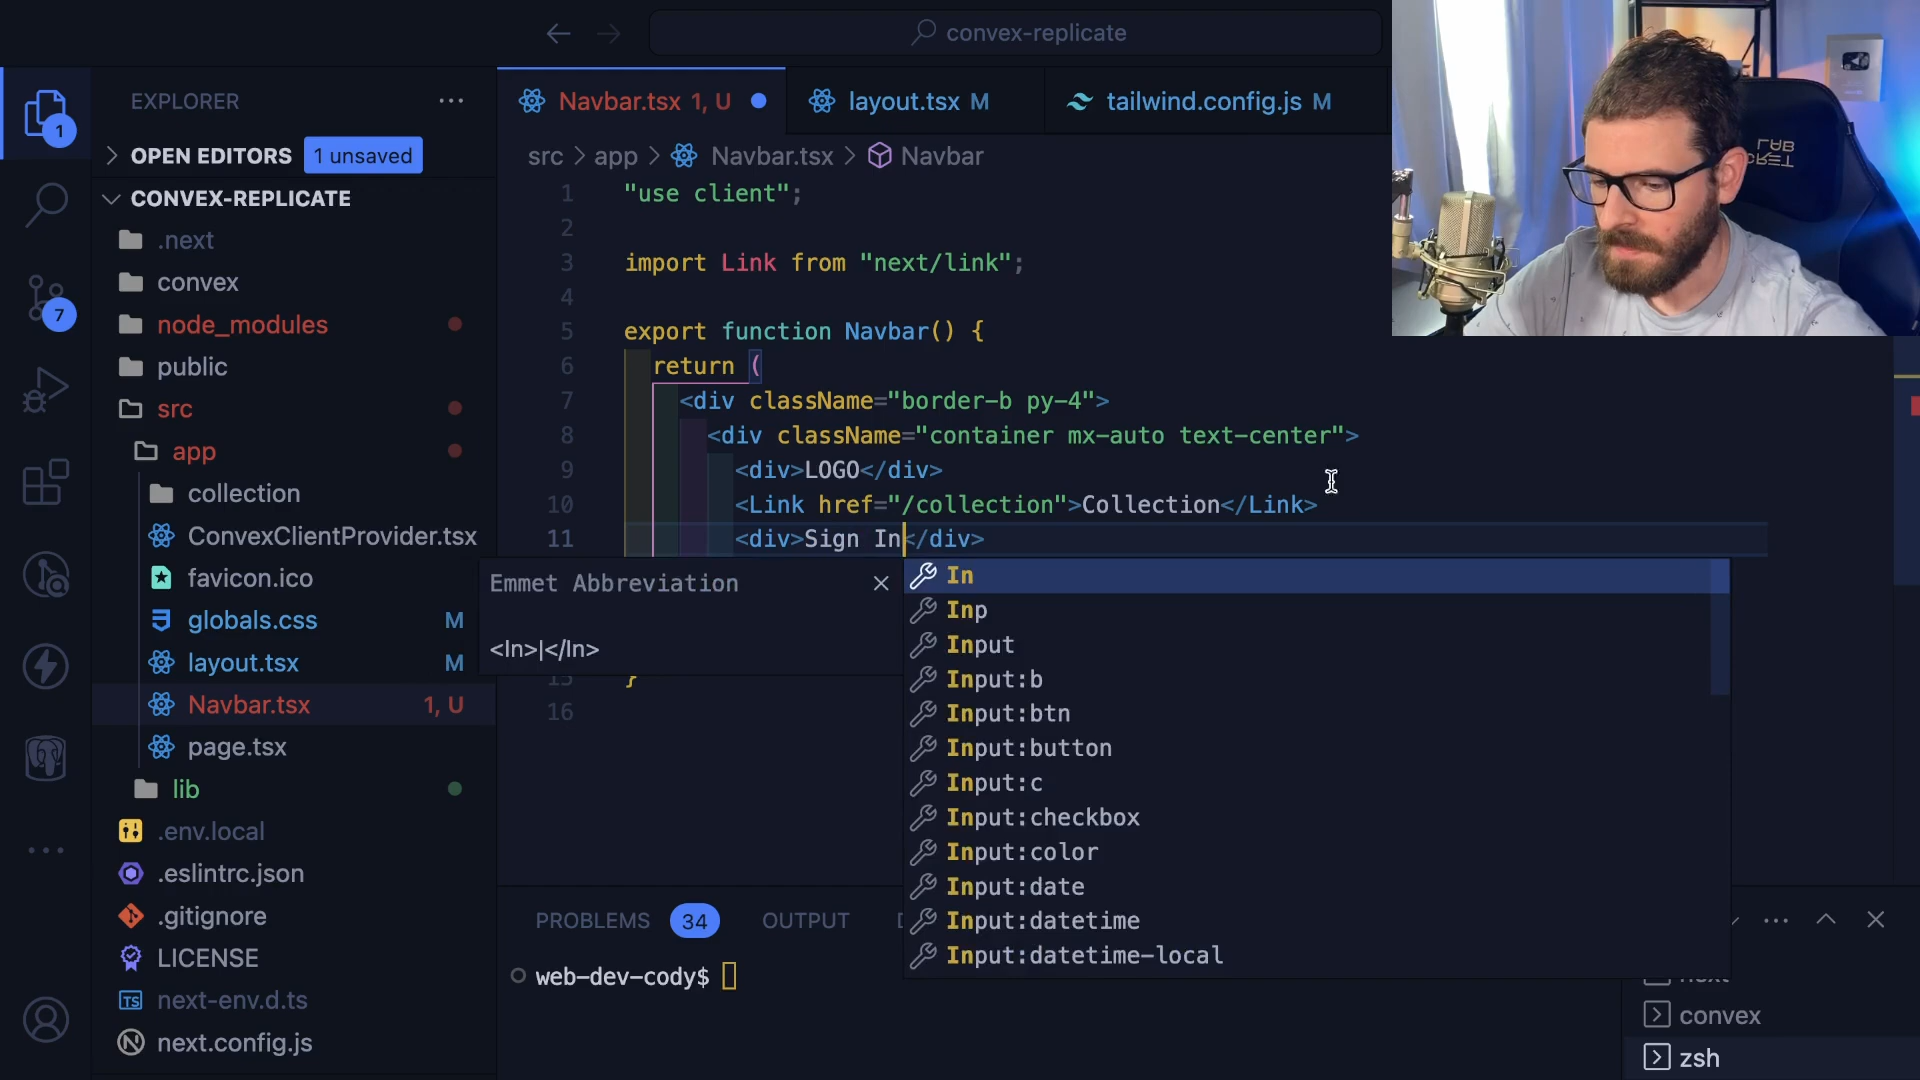 convex-replicate
EXPLORER
Navbar.tsx 1, U
layout.tsx M
tailwind.config.js M
1
OPEN EDITORS 1 unsaved
src > app > Navbar.tsx > Navbar
CONVEX-REPLICATE
.next
convex
node_modules
public
src
app
collection
ConvexClientProvider.tsx
favicon.ico
globals.css M
layout.tsx M
Navbar.tsx 1, U
page.tsx
lib
.env.local
.eslintrc.json
.gitignore
LICENSE
next-env.d.ts
next.config.js
7
1 "use client";
2
3 import Link from "next/link";
4
5 export function Navbar() {
6 return (
7 <div className="border-b py-4">
8 <div className="container mx-auto text-center">
9 <div>LOGO</div>
10 <Link href="/collection">Collection</Link>
11 <div>Sign In</div>
15 }
16
Emmet Abbreviation
<In>|</In>
In
Inp
Input
Input:b
Input:btn
Input:button
Input:c
Input:checkbox
Input:color
Input:date
Input:datetime
Input:datetime-local
PROBLEMS 34 OUTPUT
web-dev-cody$
next
convex
zsh
LAB